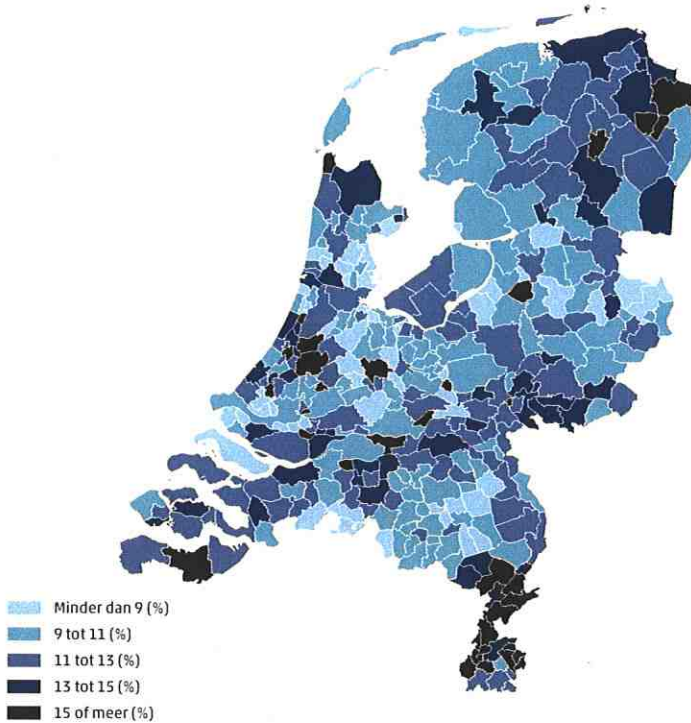 Minder dan 9 (%)
9 tot 11 (%)
11 tot 13 (%)
13 tot 15 (%)
15 of meer (%)